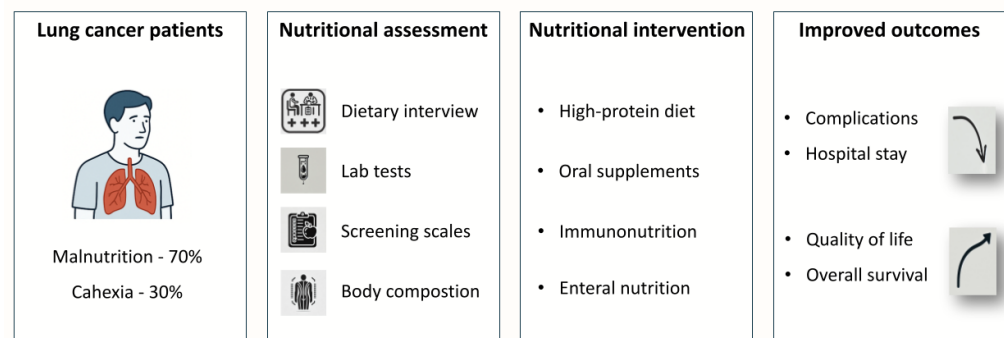 Lung cancer patients
Malnutrition - 70%
Cahexia - 30%
Nutritional assessment
Dietary interview
Lab tests
Screening scales
Body compostion
Nutritional intervention
• High-protein diet
• Oral supplements
• Immunonutrition
• Enteral nutrition
Improved outcomes
• Complications
• Hospital stay
• Quality of life
• Overall survival